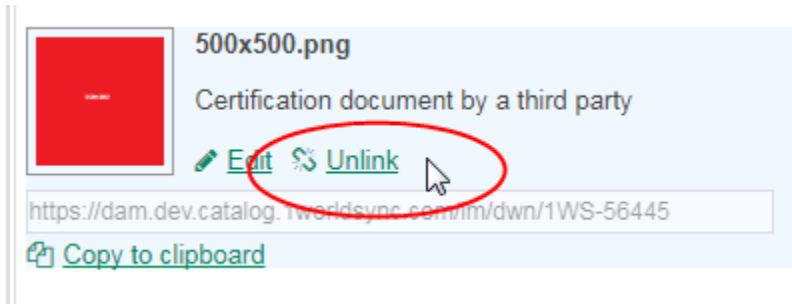 500x500.png
Certification document by a third party
Edit Unlink
https://dam.dev.catalog.1worldsync.com/im/dwn/1WS-56445
Copy to clipboard